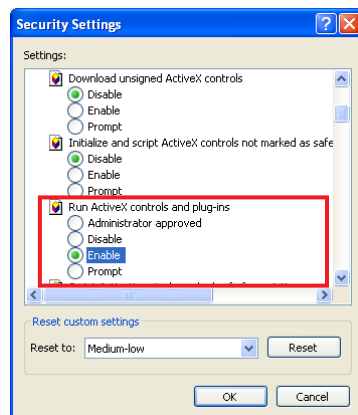 Security Settings
Settings:
Download unsigned ActiveX controls
Disable
Enable
Prompt
Initialize and script ActiveX controls not marked as safe
Disable
Enable
Prompt
Run ActiveX controls and plug-ins
Administrator approved
Disable
Enable
Prompt
Reset custom settings
Reset to: Medium-low Reset
OK Cancel